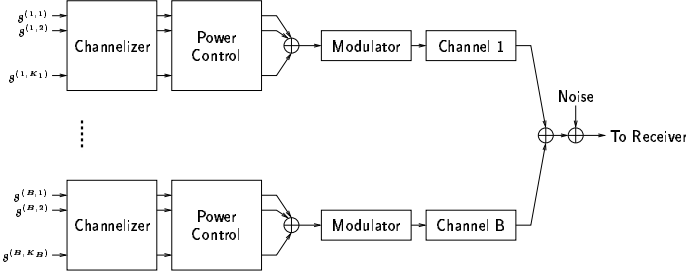 s^{(1,1)}
s^{(1,2)}
s^{(1,K_1)}
Channelizer
Power
Control
Modulator
Channel 1
Noise
To Receiver
s^{(B,1)}
s^{(B,2)}
s^{(B,K_B)}
Channelizer
Power
Control
Modulator
Channel B